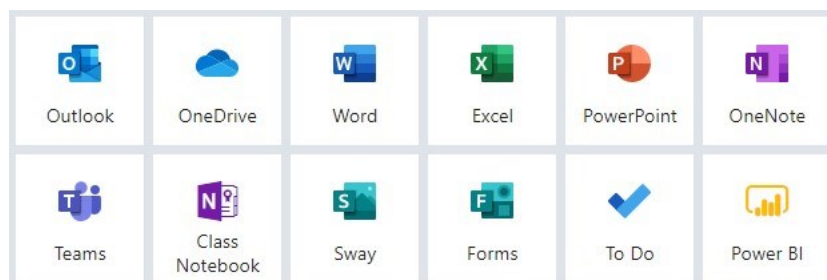 O
W
X
P
N
Outlook
OneDrive
Word
Excel
PowerPoint
OneNote
T
N
S
F
Teams
Class
Notebook
Sway
Forms
To Do
Power BI